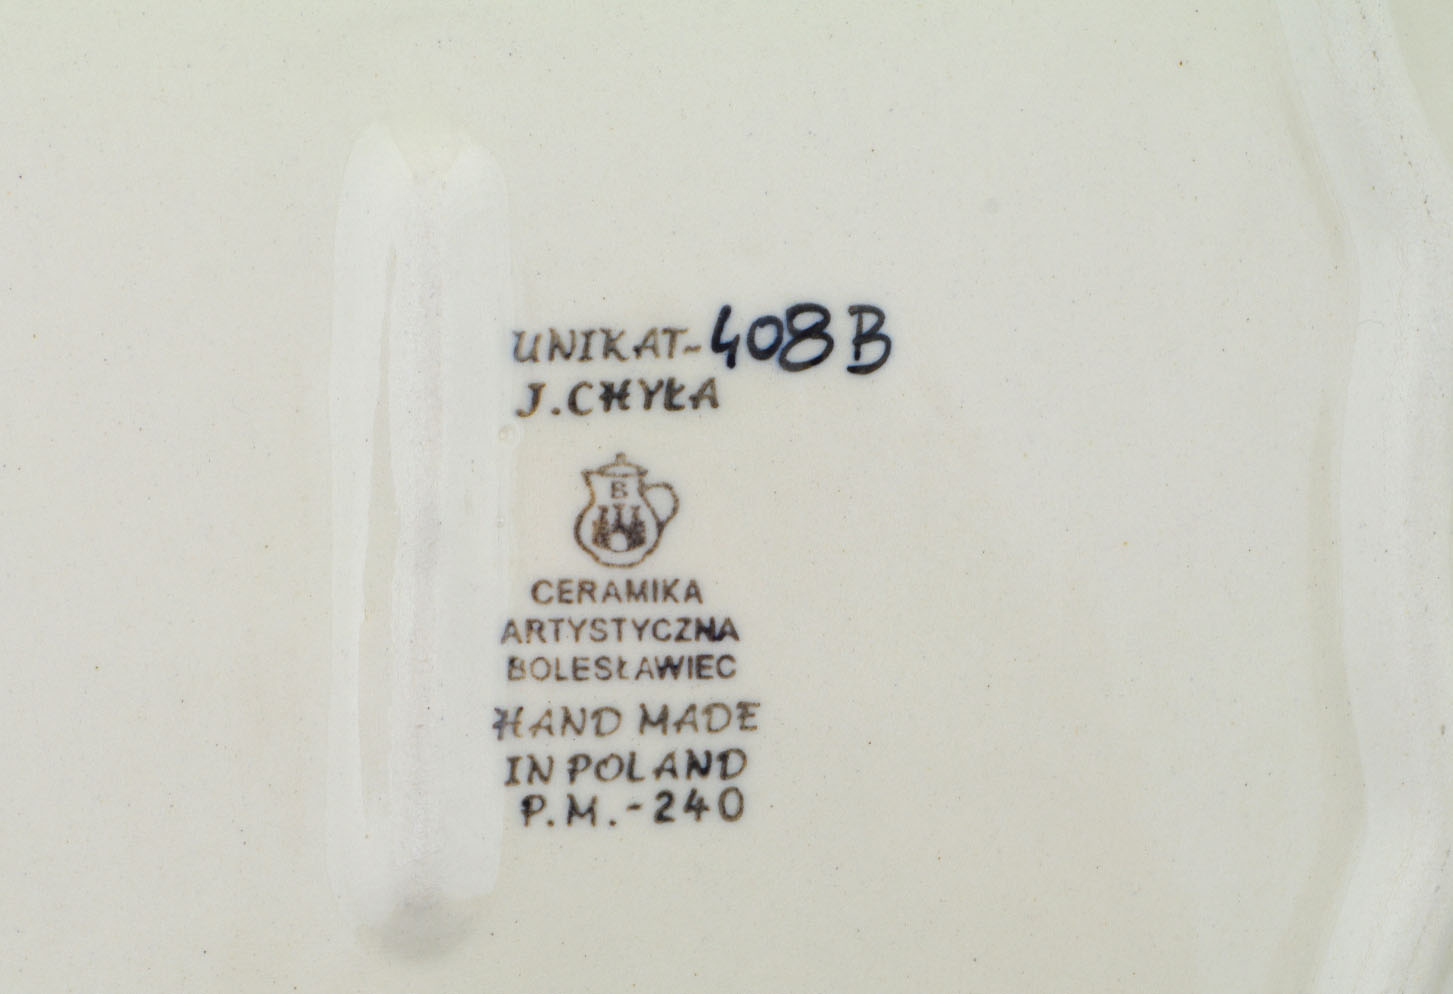 UNIKAT-408B
J.CHYŁA
B
CERAMIKA
ARTYSTYCZNA
BOLESŁAWIEC
HAND MADE
IN POLAND
P.M.-240